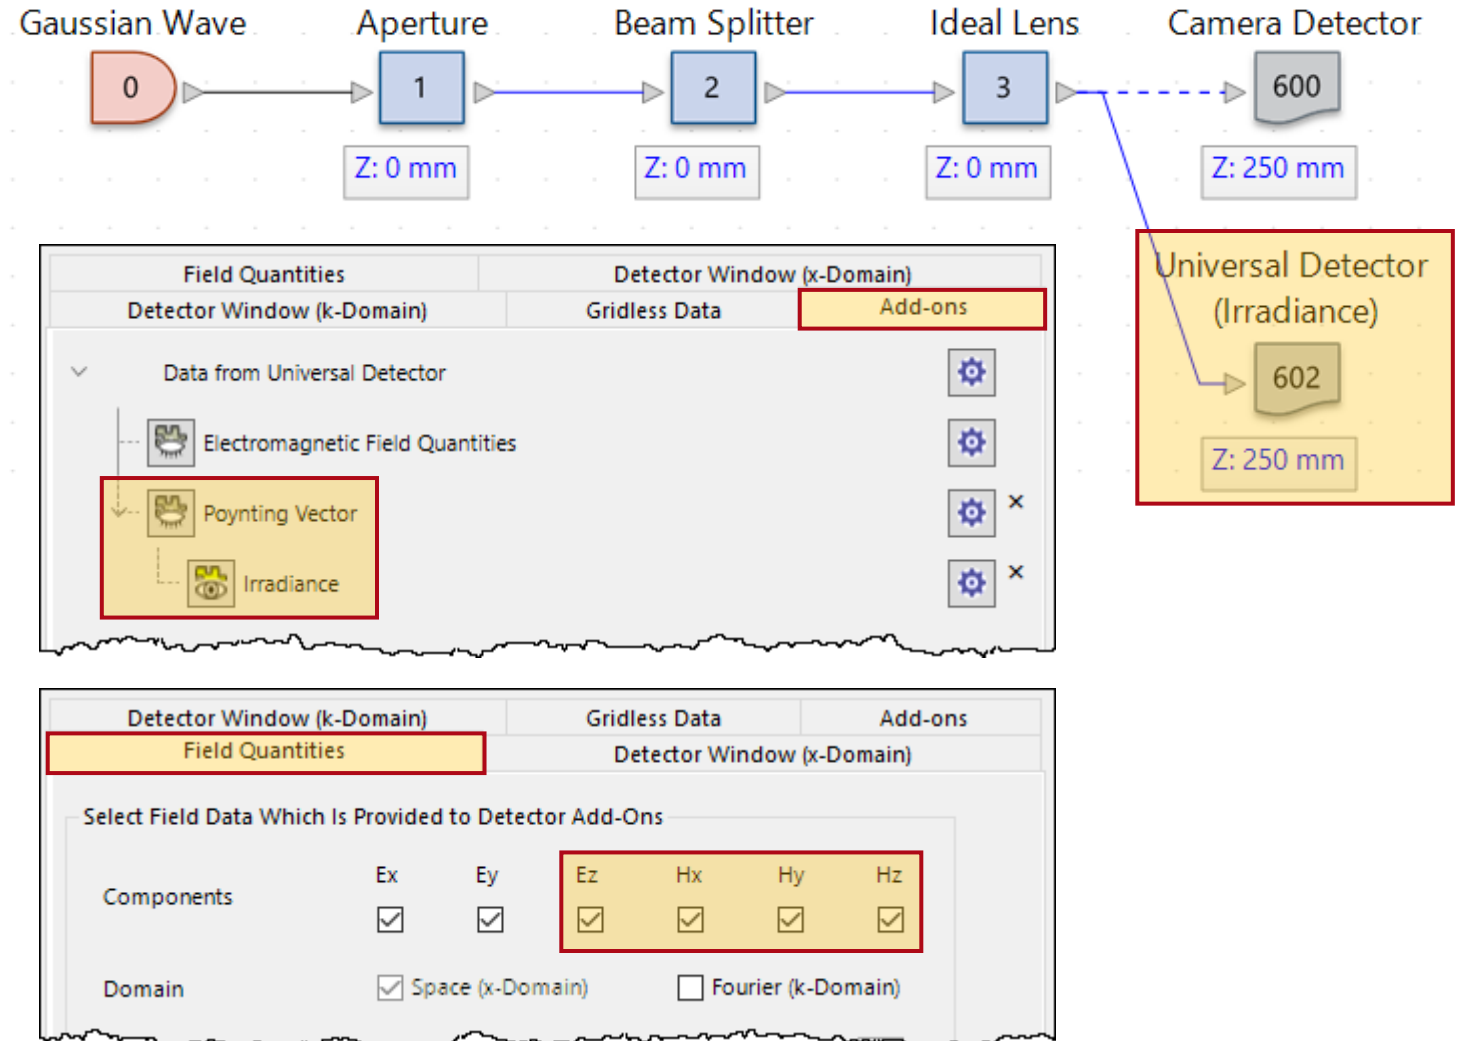 Gaussian Wave Aperture Beam Splitter Ideal Lens Camera Detector
0 1 2 3 600
Z: 0 mm Z: 0 mm Z: 0 mm Z: 250 mm
Universal Detector
(Irradiance)
602
Z: 250 mm
Field Quantities Detector Window (x-Domain)
Detector Window (k-Domain) Gridless Data Add-ons
Data from Universal Detector
Electromagnetic Field Quantities
Poynting Vector
Irradiance
Detector Window (k-Domain) Gridless Data Add-ons
Field Quantities Detector Window (x-Domain)
Select Field Data Which Is Provided to Detector Add-Ons
Ex Ey Ez Hx Hy Hz
Components
Domain Space (x-Domain) Fourier (k-Domain)